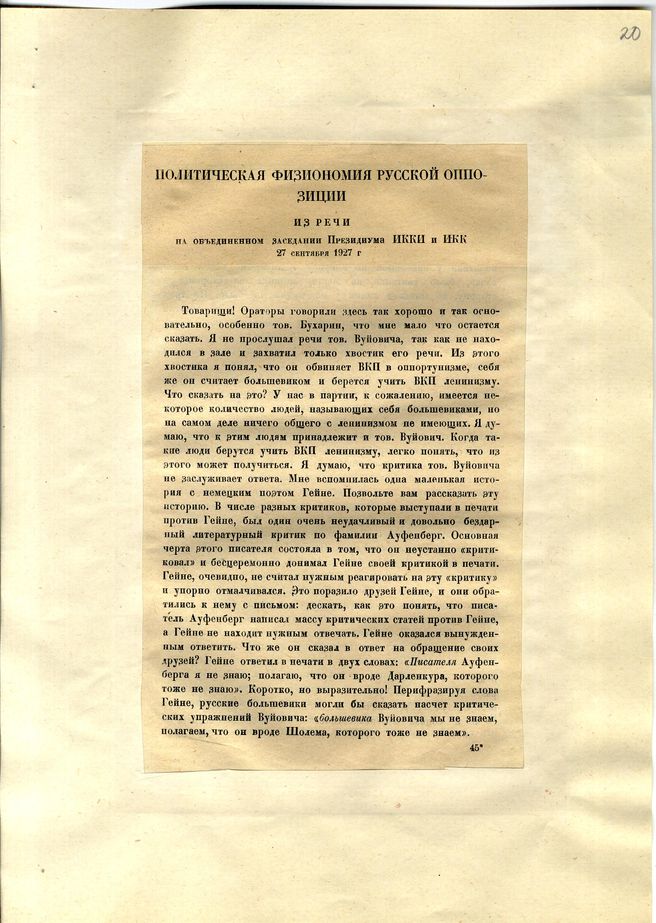 20
ПОЛИТИЧЕСКАЯ ФИЗИОНОМИЯ РУССКОЙ ОППО-
ЗИЦИИ
ИЗ РЕЧИ
НА ОБЪЕДИНЕННОМ ЗАСЕДАНИИ ПРЕЗИДИУМА ИККИ И ИКК
27 СЕНТЯБРЯ 1927 Г
Товарищи! Ораторы говорили здесь так хорошо и так осно-
вательно, особенно тов. Бухарин, что мне мало что остается
сказать. Я не прослушал речи тов. Вуйовича, так как не нахо-
дился в зале и захватил только хвостик его речи. Из этого
хвостика я понял, что он обвиняет ВКП в оппортунизме, себя
же он считает большевиком и берется учить ВКП ленинизму.
Что сказать на это? У нас в партии, к сожалению, имеется не-
которое количество людей, называющих себя большевиками, но
на самом деле ничего общего с ленинизмом не имеющих. Я ду-
маю, что к этим людям принадлежит и тов. Вуйович. Когда та-
кие люди берутся учить ВКП ленинизму, легко понять, что из
этого может получиться. Я думаю, что критика тов. Вуйовича
не заслуживает ответа. Мне вспомнилась одна маленькая исто-
рия с немецким поэтом Гейне. Позвольте вам рассказать эту
историю. В числе разных критиков, которые выступали в печати
против Гейне, был один очень неудачливый и довольно бездар-
ный литературный критик по фамилии Ауфенберг. Основная
черта этого писателя состояла в том, что он неустанно «крити-
ковал» и бесцеремонно донимал Гейне своей критикой в печати.
Гейне, очевидно, не считал нужным реагировать на эту «критику»
и упорно отмалчивался. Это поразило друзей Гейне, и они обра-
тились к нему с письмом: дескать, как это понять, что писа-
тель Ауфенберг написал массу критических статей против Гейне,
а Гейне не находит нужным отвечать. Гейне оказался вынужден-
ным ответить. Что же он сказал в ответ на обращение своих
друзей? Гейне ответил в печати в двух словах: «Писателя Ауфен-
берга я не знаю; полагаю, что он вроде Дарленкура, которого
тоже не знаю». Коротко, но выразительно! Перифразируя слова
Гейне, русские большевики могли бы сказать насчет критиче-
ских упражнений Вуйовича: «большевика Вуйовича мы не знаем,
полагаем, что он вроде Шолема, которого тоже не знаем».
45*